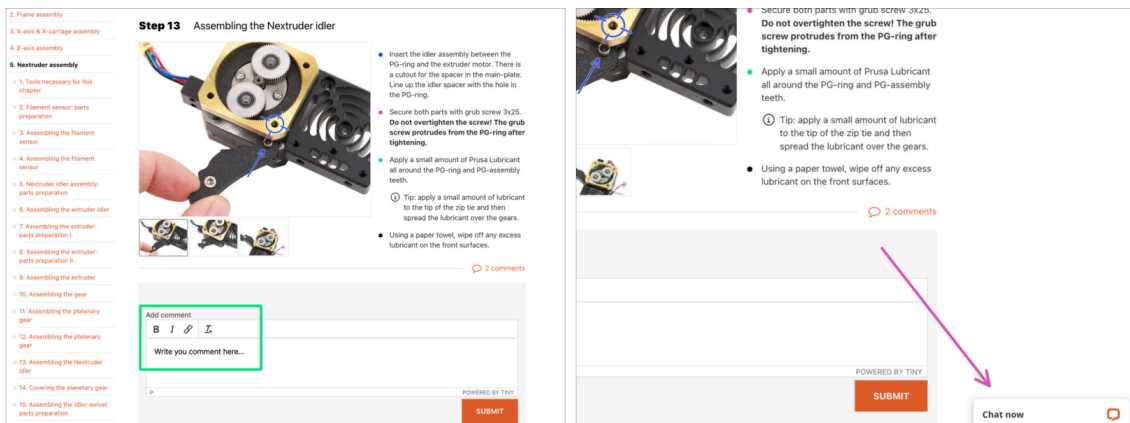 2. Frame assembly
3. X-axis & X-carriage assembly
4. Z-axis assembly
5. Nextruder assembly
1. Tools necessary for this
chapter
2. Filament sensor: parts
preparation
3. Assembling the filament
sensor
4. Assembling the filament
sensor
5. Nextruder idler assembly:
parts preparation
6. Assembling the extruder idler
7. Assembling the extruder:
parts preparation I.
8. Assembling the extruder:
parts preparation II.
9. Assembling the extruder
10. Assembling the gear
11. Assembling the platenary
gear
12. Assembling the platenary
gear
13. Assembling the Nextruder
idler
14. Covering the planetary gear
15. Assembling the Idler-swivel:
parts preparation
Step 13 Assembling the Nextruder idler
Insert the idler assembly between the
PG-ring and the extruder motor. There is
a cutout for the spacer in the main-plate.
Line up the idler spacer with the hole in
the PG-ring.
Secure both parts with grub screw 3x25.
Do not overtighten the screw! The grub
screw protrudes from the PG-ring after
tightening.
Apply a small amount of Prusa Lubricant
all around the PG-ring and PG-assembly
teeth.
Tip: apply a small amount of lubricant
to the tip of the zip tie and then
spread the lubricant over the gears.
Using a paper towel, wipe off any excess
lubricant on the front surfaces.
2 comments
Add comment
B I
Write you comment here...
P POWERED BY TINY
SUBMIT
Secure both parts with grub screw 3x25.
Do not overtighten the screw! The grub
screw protrudes from the PG-ring after
tightening.
Apply a small amount of Prusa Lubricant
all around the PG-ring and PG-assembly
teeth.
Tip: apply a small amount of lubricant
to the tip of the zip tie and then
spread the lubricant over the gears.
Using a paper towel, wipe off any excess
lubricant on the front surfaces.
2 comments
POWERED BY TINY
SUBMIT
Chat now